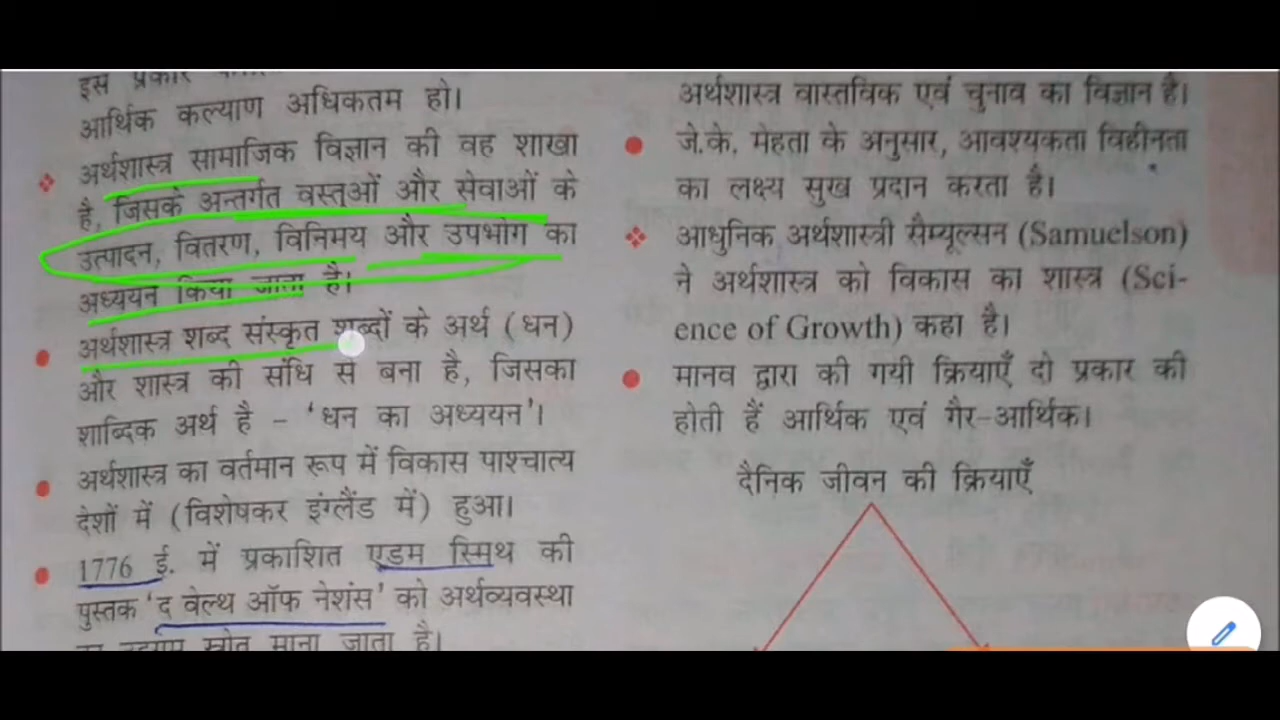 इस प्रकार
आर्थिक कल्याण अधिकतम हो।
अर्थशास्त्र सामाजिक विज्ञान की वह शाखा
है, जिसके अन्तर्गत वस्तुओं और सेवाओं के
उत्पादन, वितरण, विनिमय और उपभोग का
अध्ययन किया जाता है।
अर्थशास्त्र शब्द संस्कृत शब्दों के अर्थ (धन)
और शास्त्र की संधि से बना है, जिसका
शाब्दिक अर्थ है – ‘धन का अध्ययन’।
अर्थशास्त्र का वर्तमान रूप में विकास पाश्चात्य
देशों में (विशेषकर इंग्लैंड में) हुआ।
1776 ई. में प्रकाशित एडम स्मिथ की
पुस्तक ‘द वेल्थ ऑफ नेशंस’ को अर्थव्यवस्था
स्रोत माना जाता है।
अर्थशास्त्र वास्तविक एवं चुनाव का विज्ञान है।
जे.के. मेहता के अनुसार, आवश्यकता विहीनता
का लक्ष्य सुख प्रदान करता है।
आधुनिक अर्थशास्त्री सैम्यूल्सन (Samuelson)
ने अर्थशास्त्र को विकास का शास्त्र (Sci-
ence of Growth) कहा है।
मानव द्वारा की गयी क्रियाएँ दो प्रकार की
होती हैं आर्थिक एवं गैर-आर्थिक।
दैनिक जीवन की क्रियाएँ